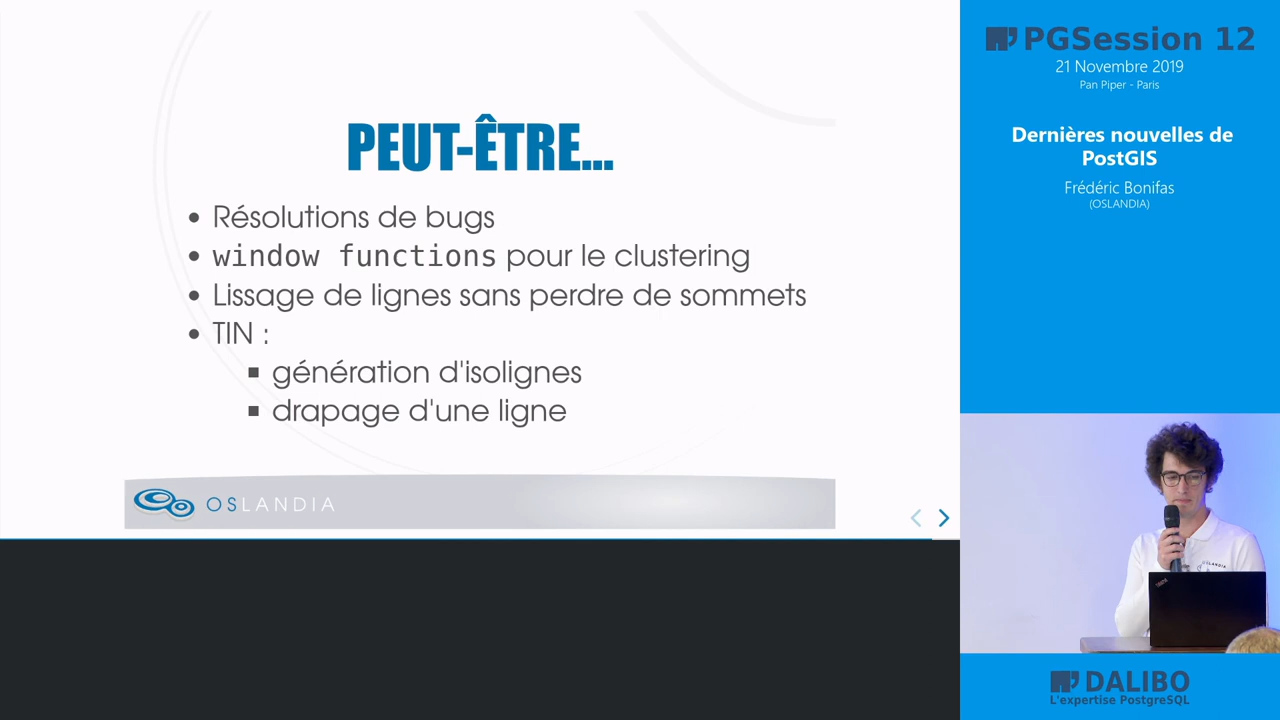 PEUT-ÊTRE...
• Résolutions de bugs
• window functions pour le clustering
• Lissage de lignes sans perdre de sommets
• TIN :
▪ génération d'isolignes
▪ drapage d'une ligne
OSLANDIA
PGSession 12
21 Novembre 2019
Pan Piper - Paris
Dernières nouvelles de
PostGIS
Frédéric Bonifas
(OSLANDIA)
OSLANDIA
DALIBO
L'expertise PostgreSQL